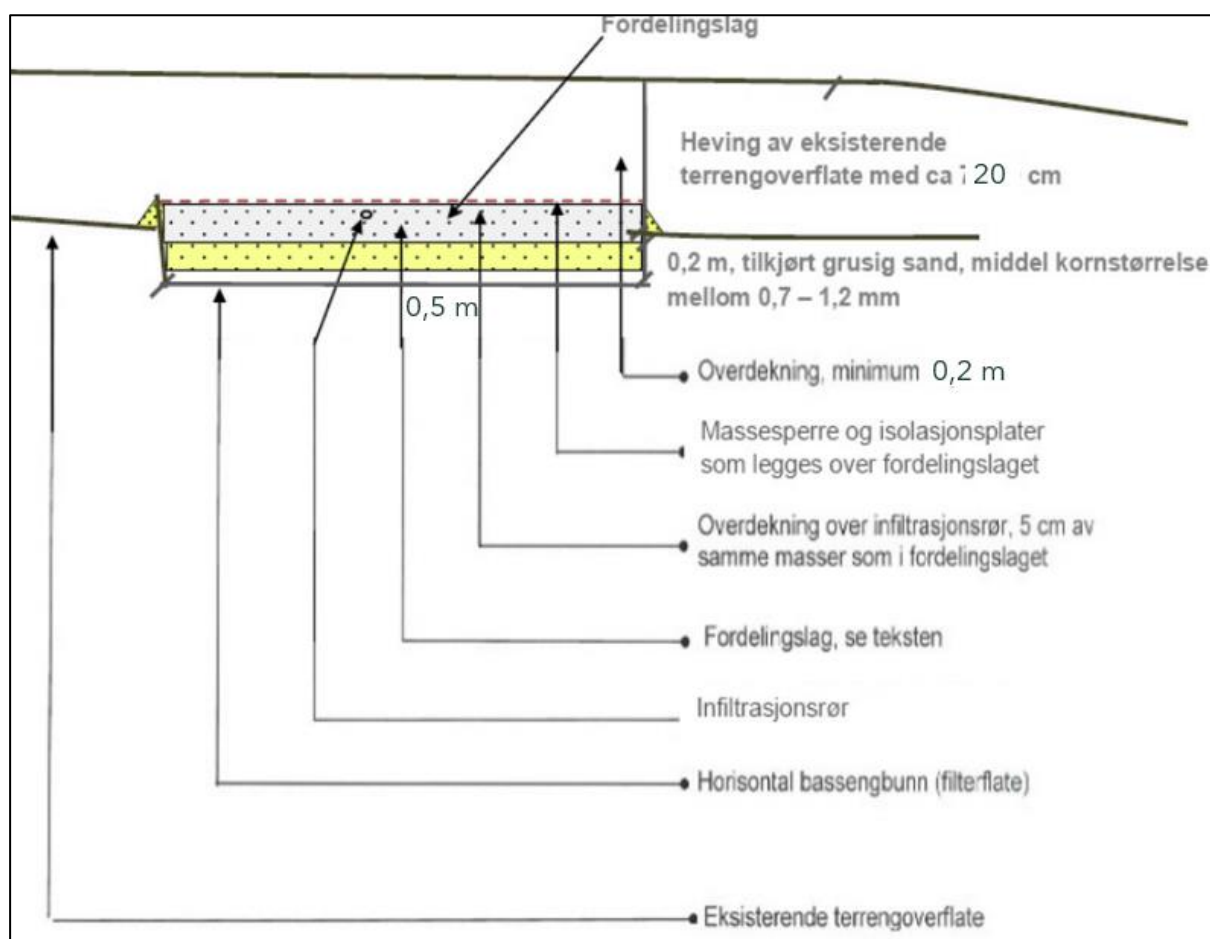 Fordelingslag
Heving av eksisterende
terrengoverflate med ca 20 cm
0,2 m, tilkjørt grusig sand, middel kornstørrelse
mellom 0,7 – 1,2 mm
0,5 m
Overdekning, minimum 0,2 m
Massesperre og isolasjonsplater
som legges over fordelingslaget
Overdekning over infiltrasjonsrør, 5 cm av
samme masser som i fordelingslaget
Fordelingslag, se teksten
Infiltrasjonsrør
Horisontal bassengbunn (filterflate)
Eksisterende terrengoverflate